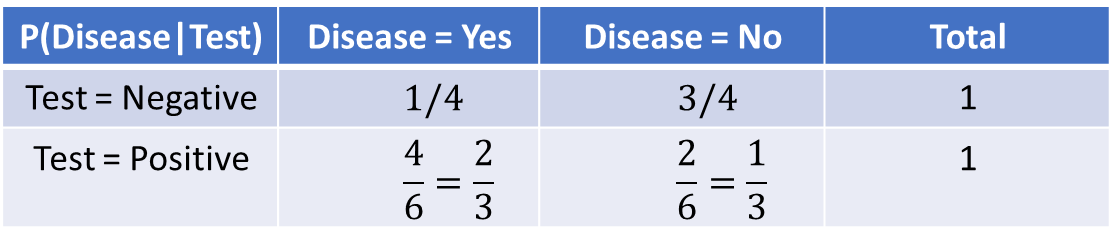 P(Disease|Test) Disease = Yes Disease = No Total
Test = Negative 1/4 3/4 1
Test = Positive 4/6 = 2/3 2/6 = 1/3 1